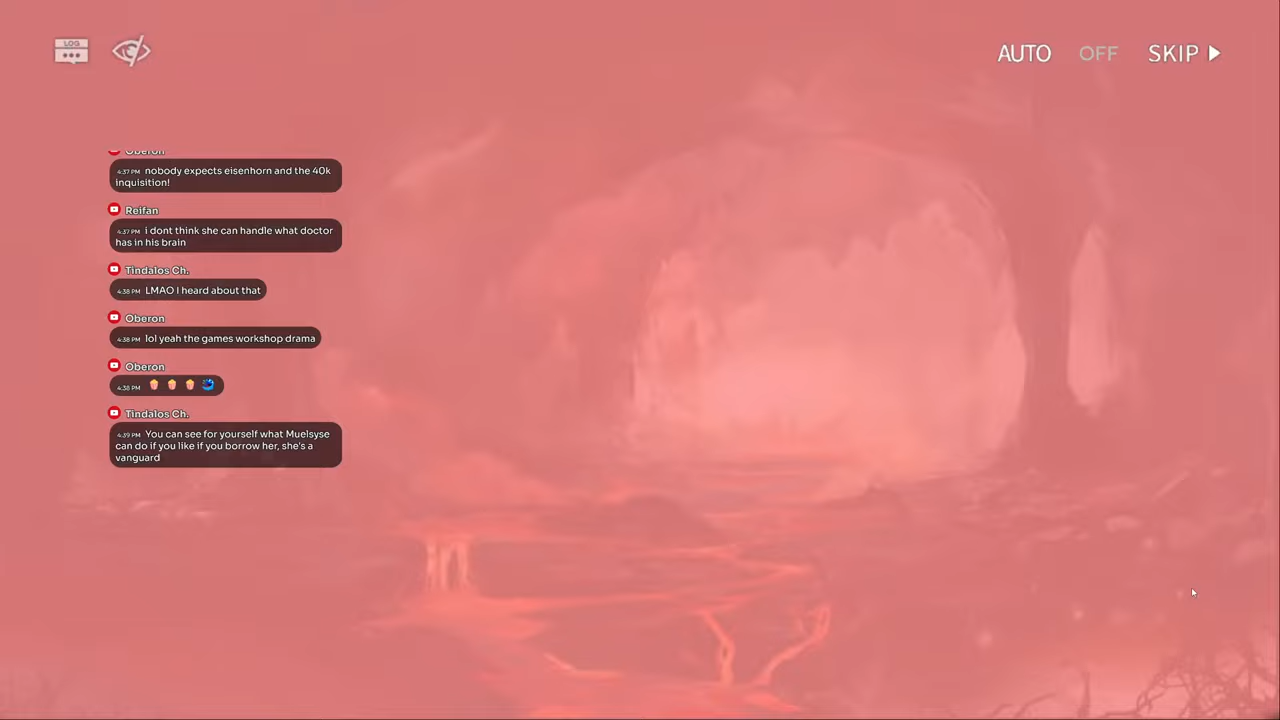 LOG
AUTO OFF SKIP
Oberon
4:37 PM nobody expects eisenhorn and the 40k
inquisition!
Reifan
4:37 PM i dont think she can handle what doctor
has in his brain
Tindalos Ch.
4:38 PM LMAO I heard about that
Oberon
4:38 PM lol yeah the games workshop drama
Oberon
4:38 PM 🍿 🍿 🍿
Tindalos Ch.
4:39 PM You can see for yourself what Muelsyse
can do if you like if you borrow her, she's a
vanguard